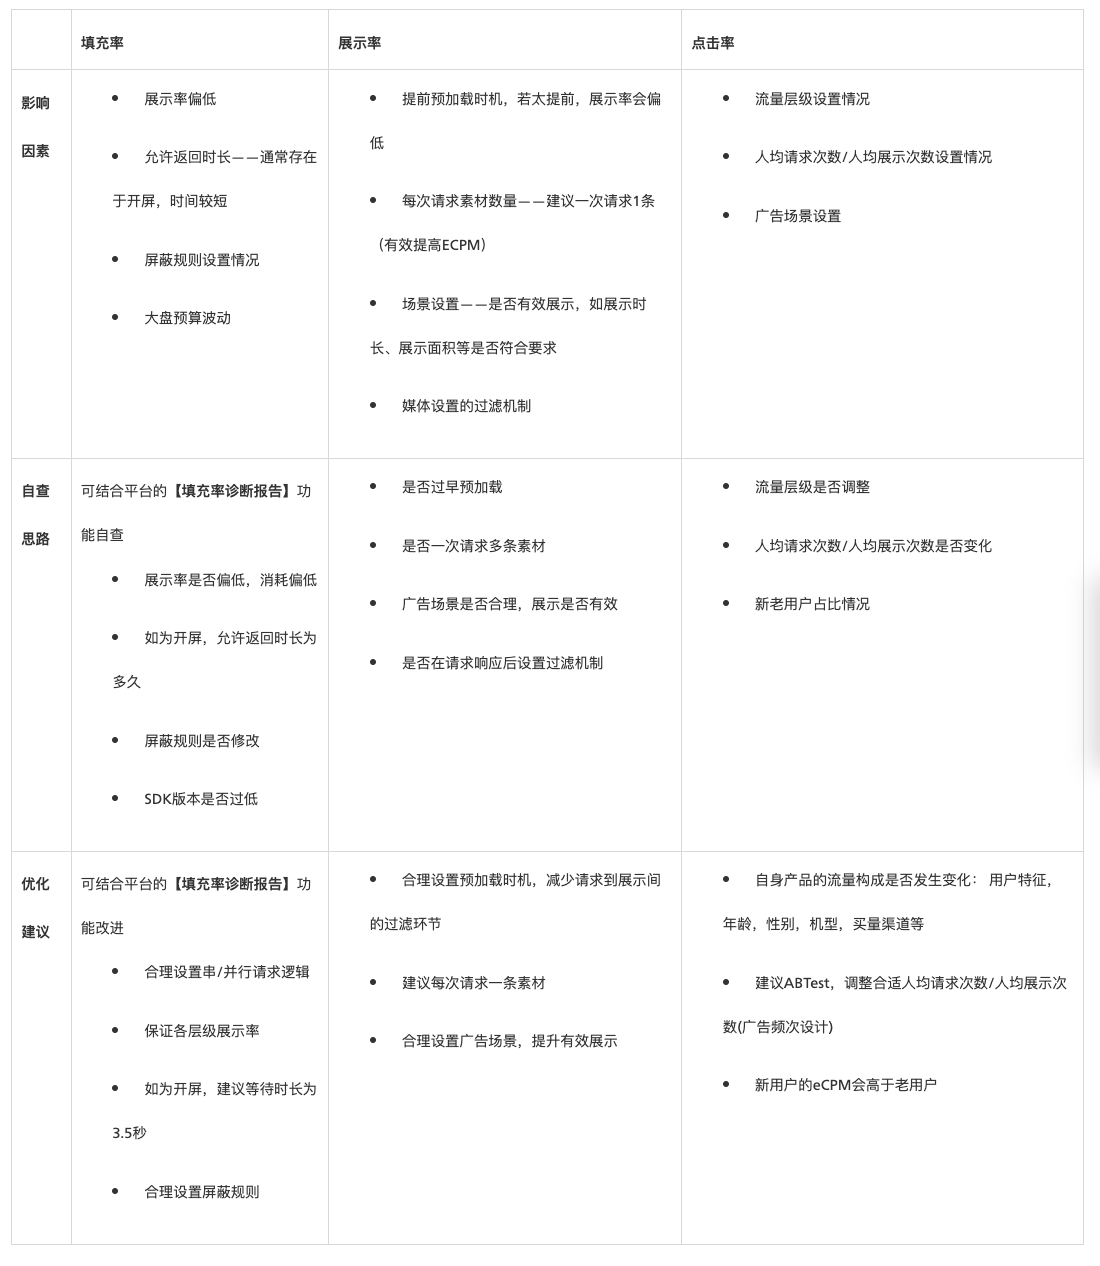 填充率
展示率
点击率
影响
因素
• 展示率偏低
• 允许返回时长——通常存在
于开屏，时间较短
• 屏蔽规则设置情况
• 大盘预算波动
• 提前预加载时机，若太提前，展示率会偏
低
• 每次请求素材数量——建议一次请求1条
（有效提高ECPM）
• 场景设置——是否有效展示，如展示时
长、展示面积等是否符合要求
• 媒体设置的过滤机制
• 流量层级设置情况
• 人均请求次数/人均展示次数设置情况
• 广告场景设置
自查
思路
可结合平台的【填充率诊断报告】功
能自查
• 展示率是否偏低，消耗偏低
• 如为开屏，允许返回时长为
多久
• 屏蔽规则是否修改
• SDK版本是否过低
• 是否过早预加载
• 是否一次请求多条素材
• 广告场景是否合理，展示是否有效
• 是否在请求响应后设置过滤机制
• 流量层级是否调整
• 人均请求次数/人均展示次数是否变化
• 新老用户占比情况
优化
建议
可结合平台的【填充率诊断报告】功
能改进
• 合理设置串/并行请求逻辑
• 保证各层级展示率
• 如为开屏，建议等待时长为
3.5秒
• 合理设置屏蔽规则
• 合理设置预加载时机，减少请求到展示间
的过滤环节
• 建议每次请求一条素材
• 合理设置广告场景，提升有效展示
• 自身产品的流量构成是否发生变化： 用户特征，
年龄，性别，机型，买量渠道等
• 建议ABTest，调整合适人均请求次数/人均展示次
数(广告频次设计)
• 新用户的eCPM会高于老用户